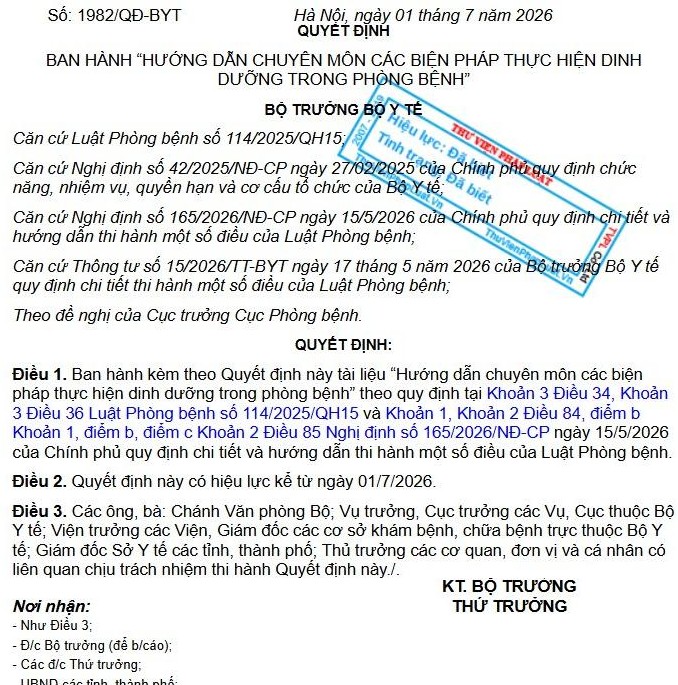 Số: 1982/QĐ-BYT
Hà Nội, ngày 01 tháng 7 năm 2026
QUYẾT ĐỊNH
BAN HÀNH “HƯỚNG DẪN CHUYÊN MÔN CÁC BIỆN PHÁP THỰC HIỆN DINH
DƯỠNG TRONG PHÒNG BỆNH”
BỘ TRƯỞNG BỘ Y TẾ
Căn cứ Luật Phòng bệnh số 114/2025/QH15;
Căn cứ Nghị định số 42/2025/NĐ-CP ngày 27/02/2025 của Chính phủ quy định chức
năng, nhiệm vụ, quyền hạn và cơ cấu tổ chức của Bộ Y tế;
Căn cứ Nghị định số 165/2026/NĐ-CP ngày 15/5/2026 của Chính phủ quy định chi tiết và
hướng dẫn thi hành một số điều của Luật Phòng bệnh;
Căn cứ Thông tư số 15/2026/TT-BYT ngày 17 tháng 5 năm 2026 của Bộ trưởng Bộ Y tế
quy định chi tiết thi hành một số điều của Luật Phòng bệnh;
Theo đề nghị của Cục trưởng Cục Phòng bệnh.
2007 - 2019
THƯ VIỆN PHÁP LUẬT
Hiệu lực: Đã biết
Tình trạng: Đã biết
ThuVienPhapLuat.vn
ThuVienPhapLuat.vn
TVPL Co Ltd
QUYẾT ĐỊNH:
Điều 1. Ban hành kèm theo Quyết định này tài liệu “Hướng dẫn chuyên môn các biện
pháp thực hiện dinh dưỡng trong phòng bệnh” theo quy định tại Khoản 3 Điều 34, Khoản
3 Điều 36 Luật Phòng bệnh số 114/2025/QH15 và Khoản 1, Khoản 2 Điều 84, điểm b
Khoản 1, điểm b, điểm c Khoản 2 Điều 85 Nghị định số 165/2026/NĐ-CP ngày 15/5/2026
của Chính phủ quy định chi tiết và hướng dẫn thi hành một số điều của Luật Phòng bệnh.
Điều 2. Quyết định này có hiệu lực kể từ ngày 01/7/2026.
Điều 3. Các ông, bà: Chánh Văn phòng Bộ; Vụ trưởng, Cục trưởng các Vụ, Cục thuộc Bộ
Y tế; Viện trưởng các Viện, Giám đốc các cơ sở khám bệnh, chữa bệnh trực thuộc Bộ Y
tế; Giám đốc Sở Y tế các tỉnh, thành phố; Thủ trưởng các cơ quan, đơn vị và cá nhân có
liên quan chịu trách nhiệm thi hành Quyết định này./.
KT. BỘ TRƯỞNG
THỨ TRƯỞNG
Nơi nhận:
- Như Điều 3;
- Đ/c Bộ trưởng (để b/cáo);
- Các đ/c Thứ trưởng;
- UBND các tỉnh, thành phố;